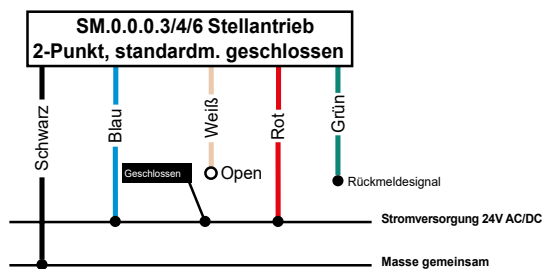 SM.0.0.0.3/4/6 Stellantrieb
2-Punkt, standardm. geschlossen
Schwarz
Blau
Weiß
Rot
Grün
Geschlossen
Open
Rückmeldesignal
Stromversorgung 24V AC/DC
Masse gemeinsam